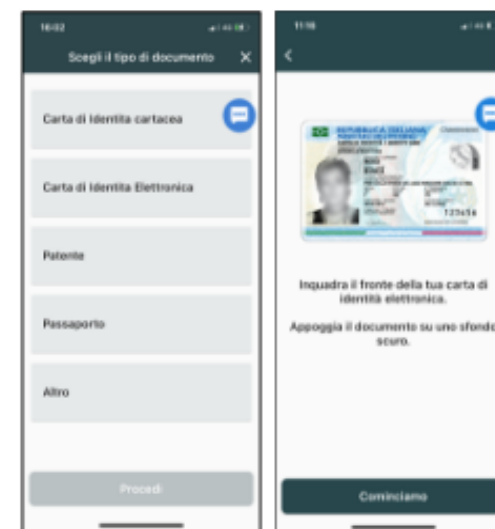 16:02
Scegli il tipo di documento
Carta di Identita cartacea
Carta di Identita Elettronica
Patente
Passaporto
Altro
Procedi
11:16
REPUBBLICA ITALIANA
Inquadra il fronte della tua carta di
identità elettronica.
Appoggia il documento su uno sfondo
scuro.
Cominciamo